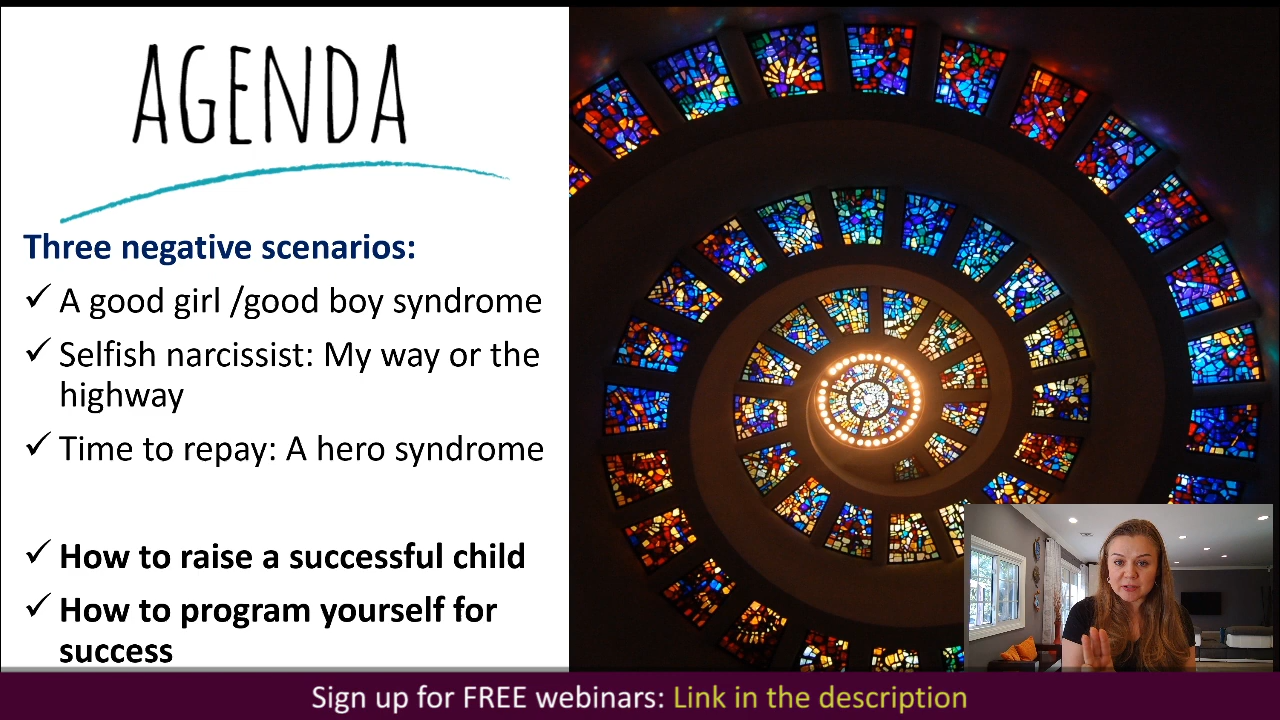 AGENDA
Three negative scenarios:
✓ A good girl /good boy syndrome
✓ Selfish narcissist: My way or the
highway
✓ Time to repay: A hero syndrome
✓ How to raise a successful child
✓ How to program yourself for
success
Sign up for FREE webinars: Link in the description